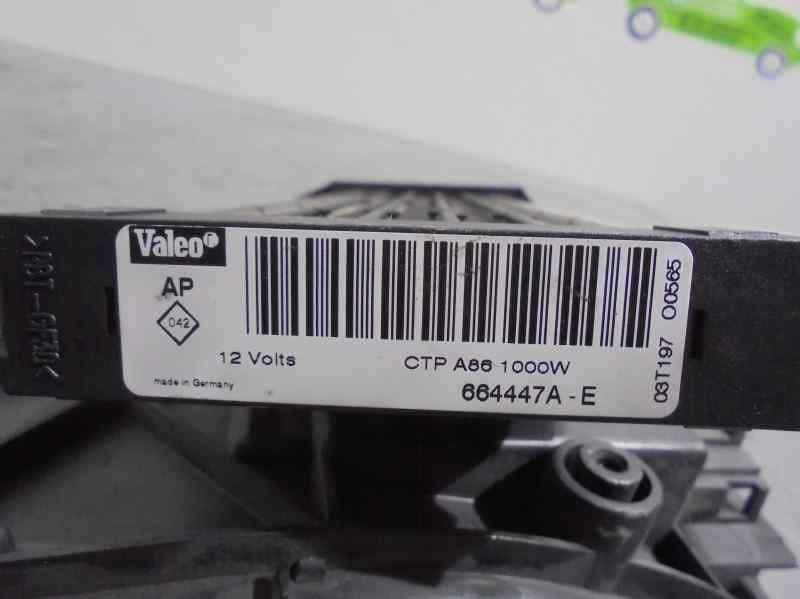 Valeo
AP
042
12 Volts
CTP A86 1000W
made in Germany
664447A - E
03T197 O0565